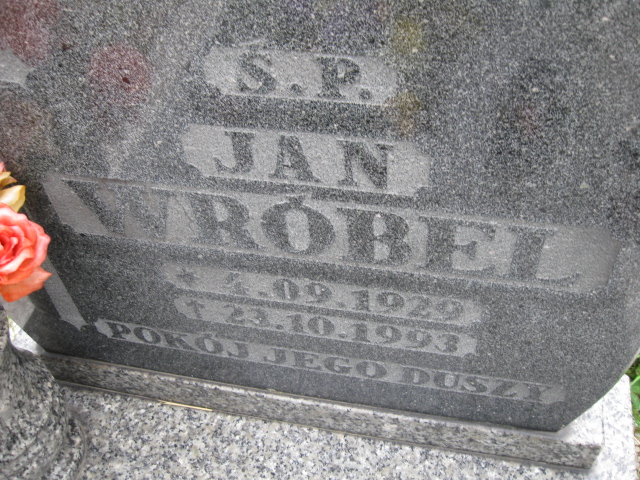 Ś.P.
JAN
WRÓBEL
* 4.09.1929
† 23.10.1993
POKÓJ JEGO DUSZY